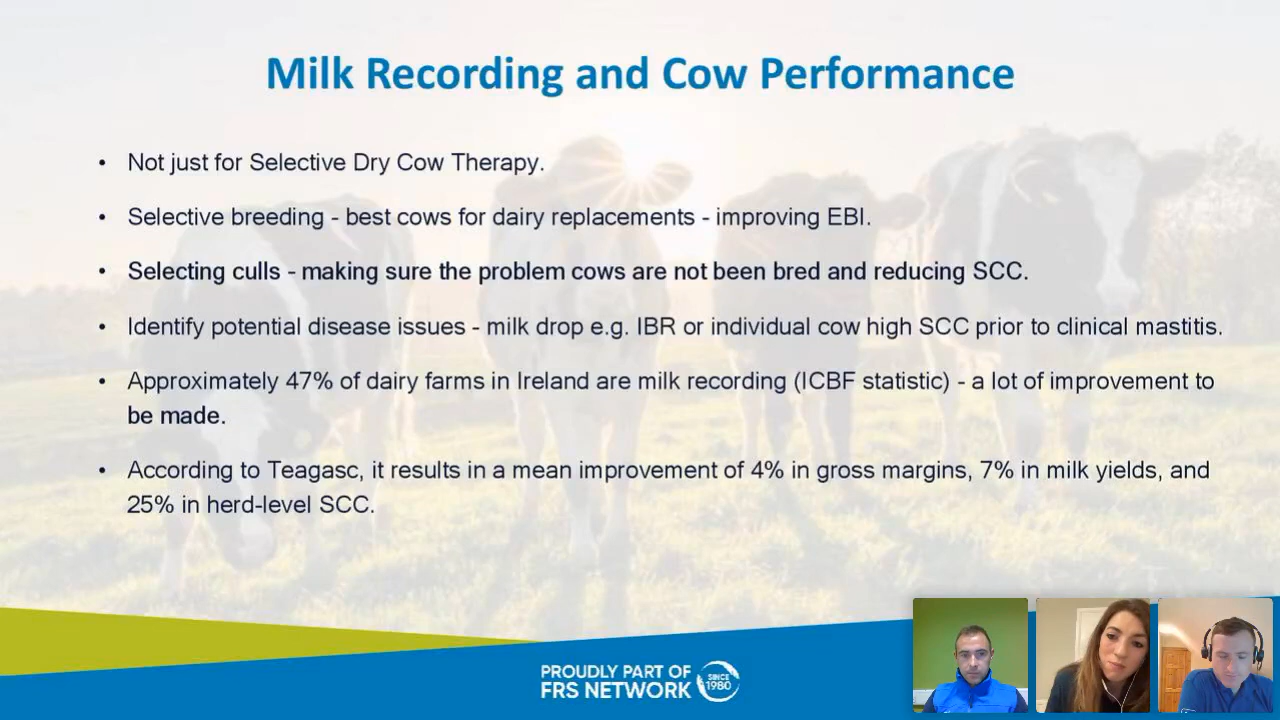 Milk Recording and Cow Performance
• Not just for Selective Dry Cow Therapy.
• Selective breeding - best cows for dairy replacements - improving EBI.
• Selecting culls - making sure the problem cows are not been bred and reducing SCC.
• Identify potential disease issues - milk drop e.g. IBR or individual cow high SCC prior to clinical mastitis.
• Approximately 47% of dairy farms in Ireland are milk recording (ICBF statistic) - a lot of improvement to
be made.
• According to Teagasc, it results in a mean improvement of 4% in gross margins, 7% in milk yields, and
25% in herd-level SCC.
PROUDLY PART OF
FRS NETWORK
SINCE
1980